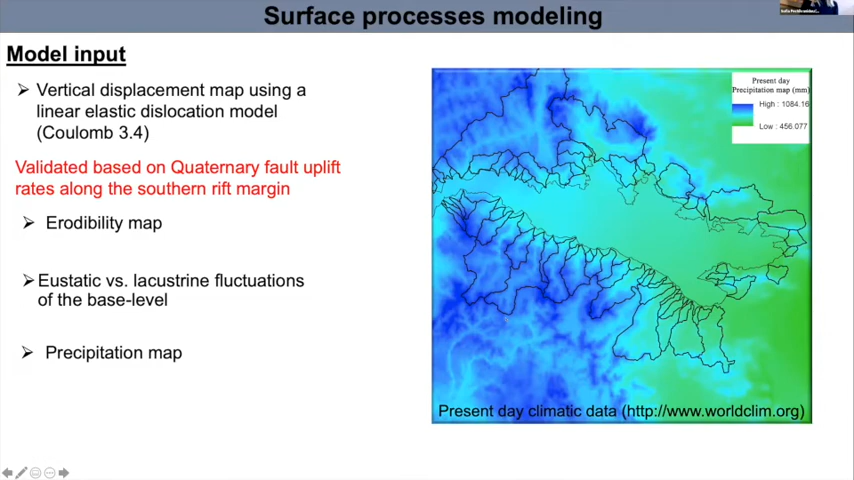 Surface processes modeling
Model input
➢ Vertical displacement map using a
linear elastic dislocation model
(Coulomb 3.4)
Validated based on Quaternary fault uplift
rates along the southern rift margin
➢ Erodibility map
➢ Eustatic vs. lacustrine fluctuations
of the base-level
➢ Precipitation map
Present day
Precipitation map (mm)
High : 1084.16
Low : 456.077
Present day climatic data (http://www.worldclim.org)